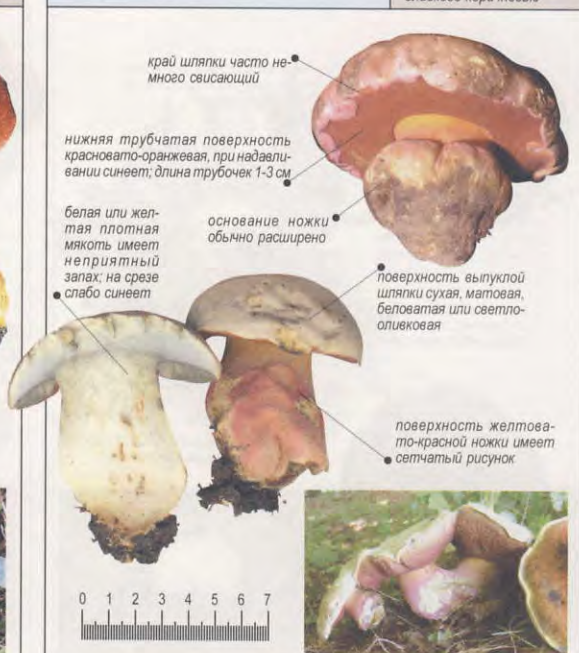 край шляпки часто не-
много свисающий
нижняя трубчатая поверхность
красновато-оранжевая, при надавли-
вании синеет; длина трубочек 1-3 см
белая или жел-
тая плотная
мякоть имеет
неприятный
запах; на срезе
слабо синеет
основание ножки
обычно расширено
поверхность выпуклой
шляпки сухая, матовая,
беловатая или светло-
оливковая
поверхность желтова-
то-красной ножки имеет
сетчатый рисунок
0 1 2 3 4 5 6 7